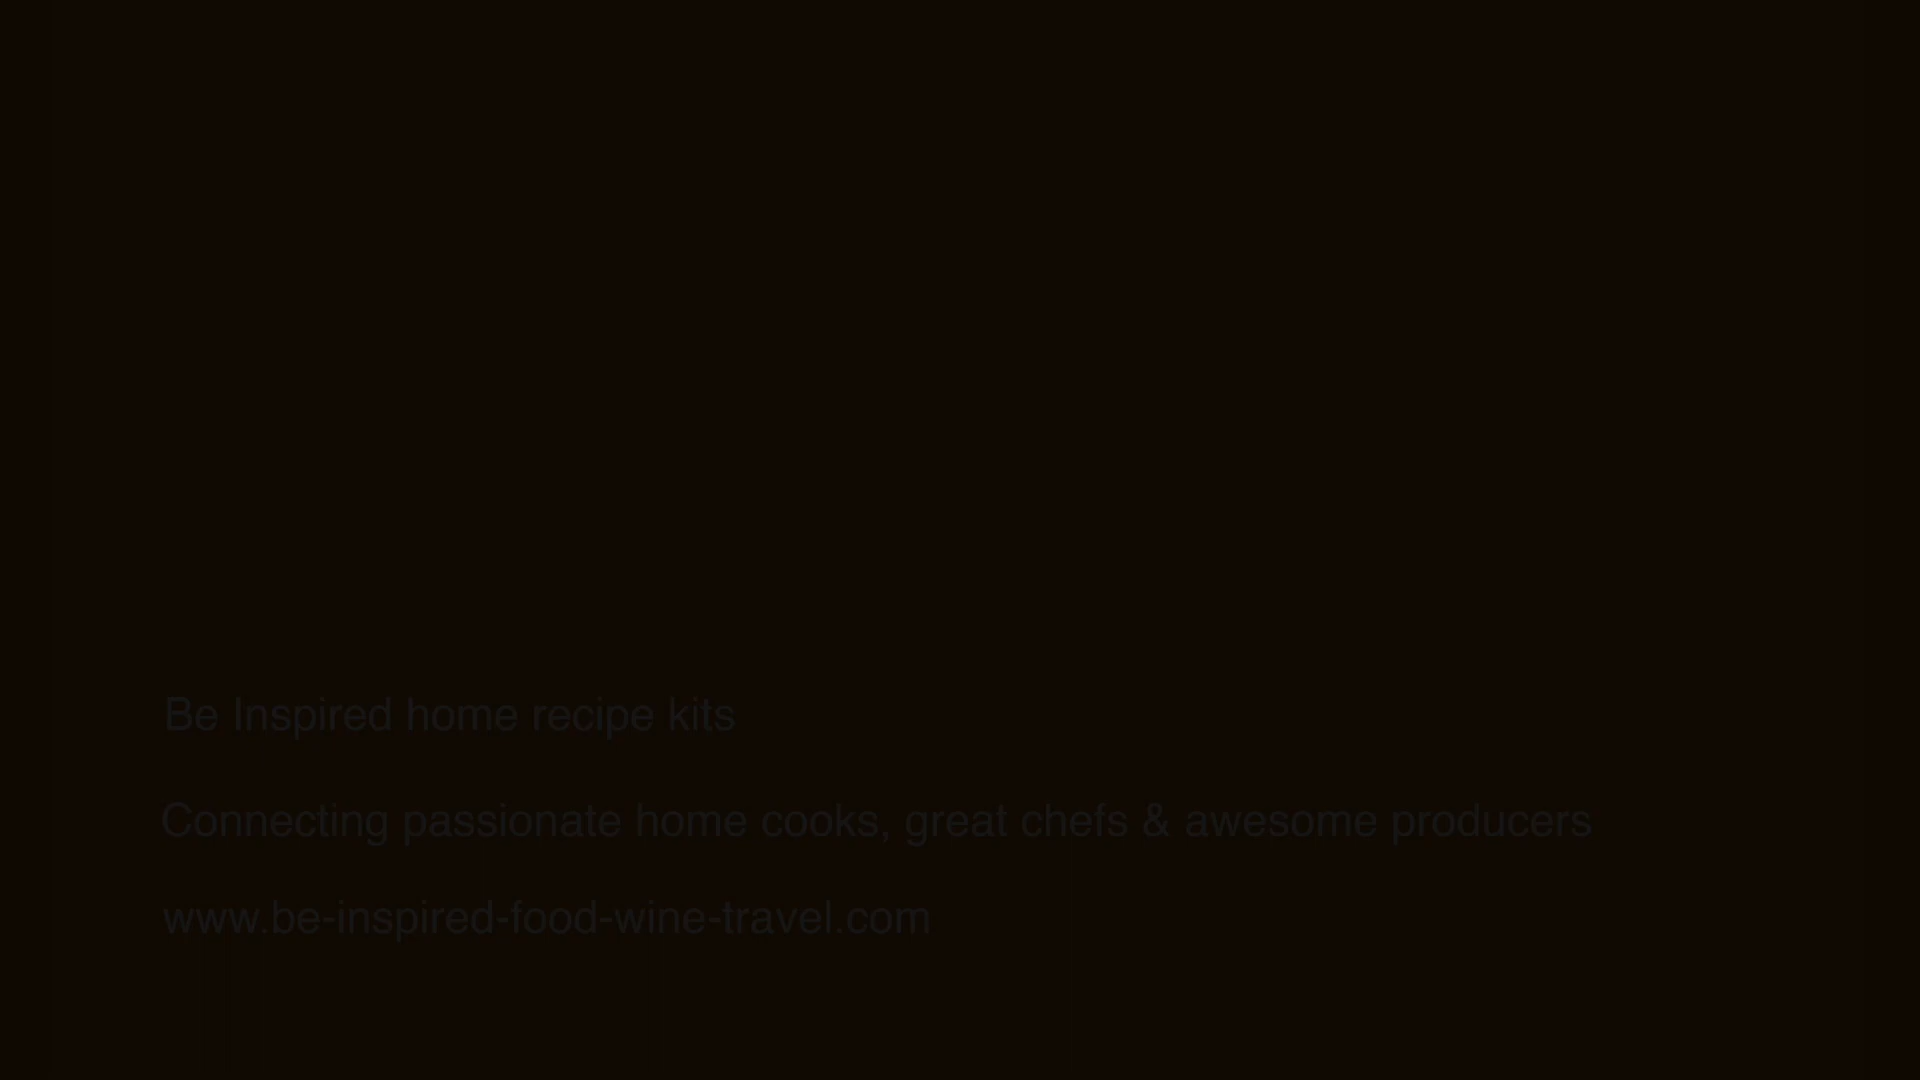 Be Inspired home recipe kits
Connecting passionate home cooks, great chefs & awesome producers
www.be-inspired-food-wine-travel.com